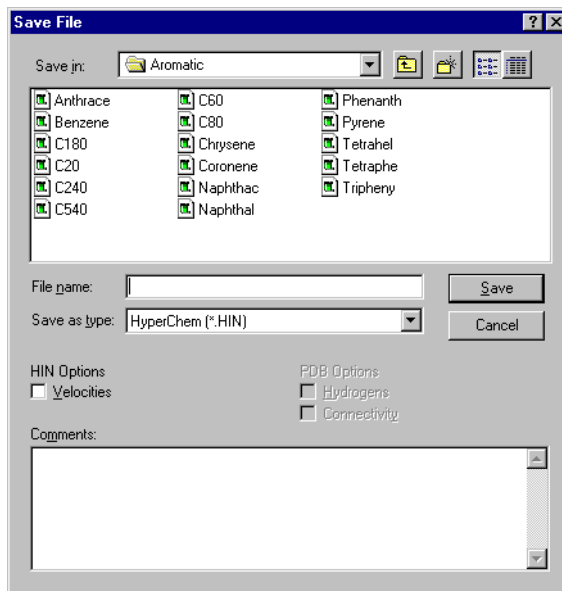 Save File
Save in: Aromatic
Anthrace C60 Phenanth
Benzene C80 Pyrene
C180 Chrysene Tetrahel
C20 Coronene Tetraphe
C240 Naphthac Tripheny
C540 Naphthal
File name: Save
Save as type: HyperChem (*.HIN) Cancel
HIN Options PDB Options
Velocities Hydrogens
Connectivity
Comments: